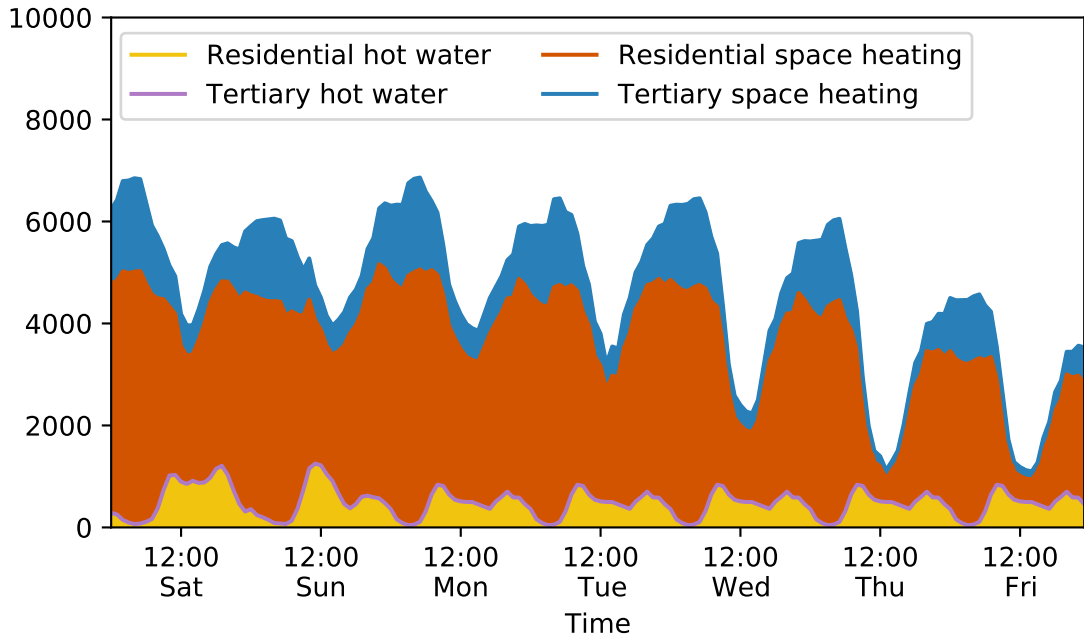 10000
8000
6000
4000
2000
0
Residential hot water
Tertiary hot water
Residential space heating
Tertiary space heating
12:00 12:00 12:00 12:00 12:00 12:00 12:00
Sat Sun Mon Tue Wed Thu Fri
Time